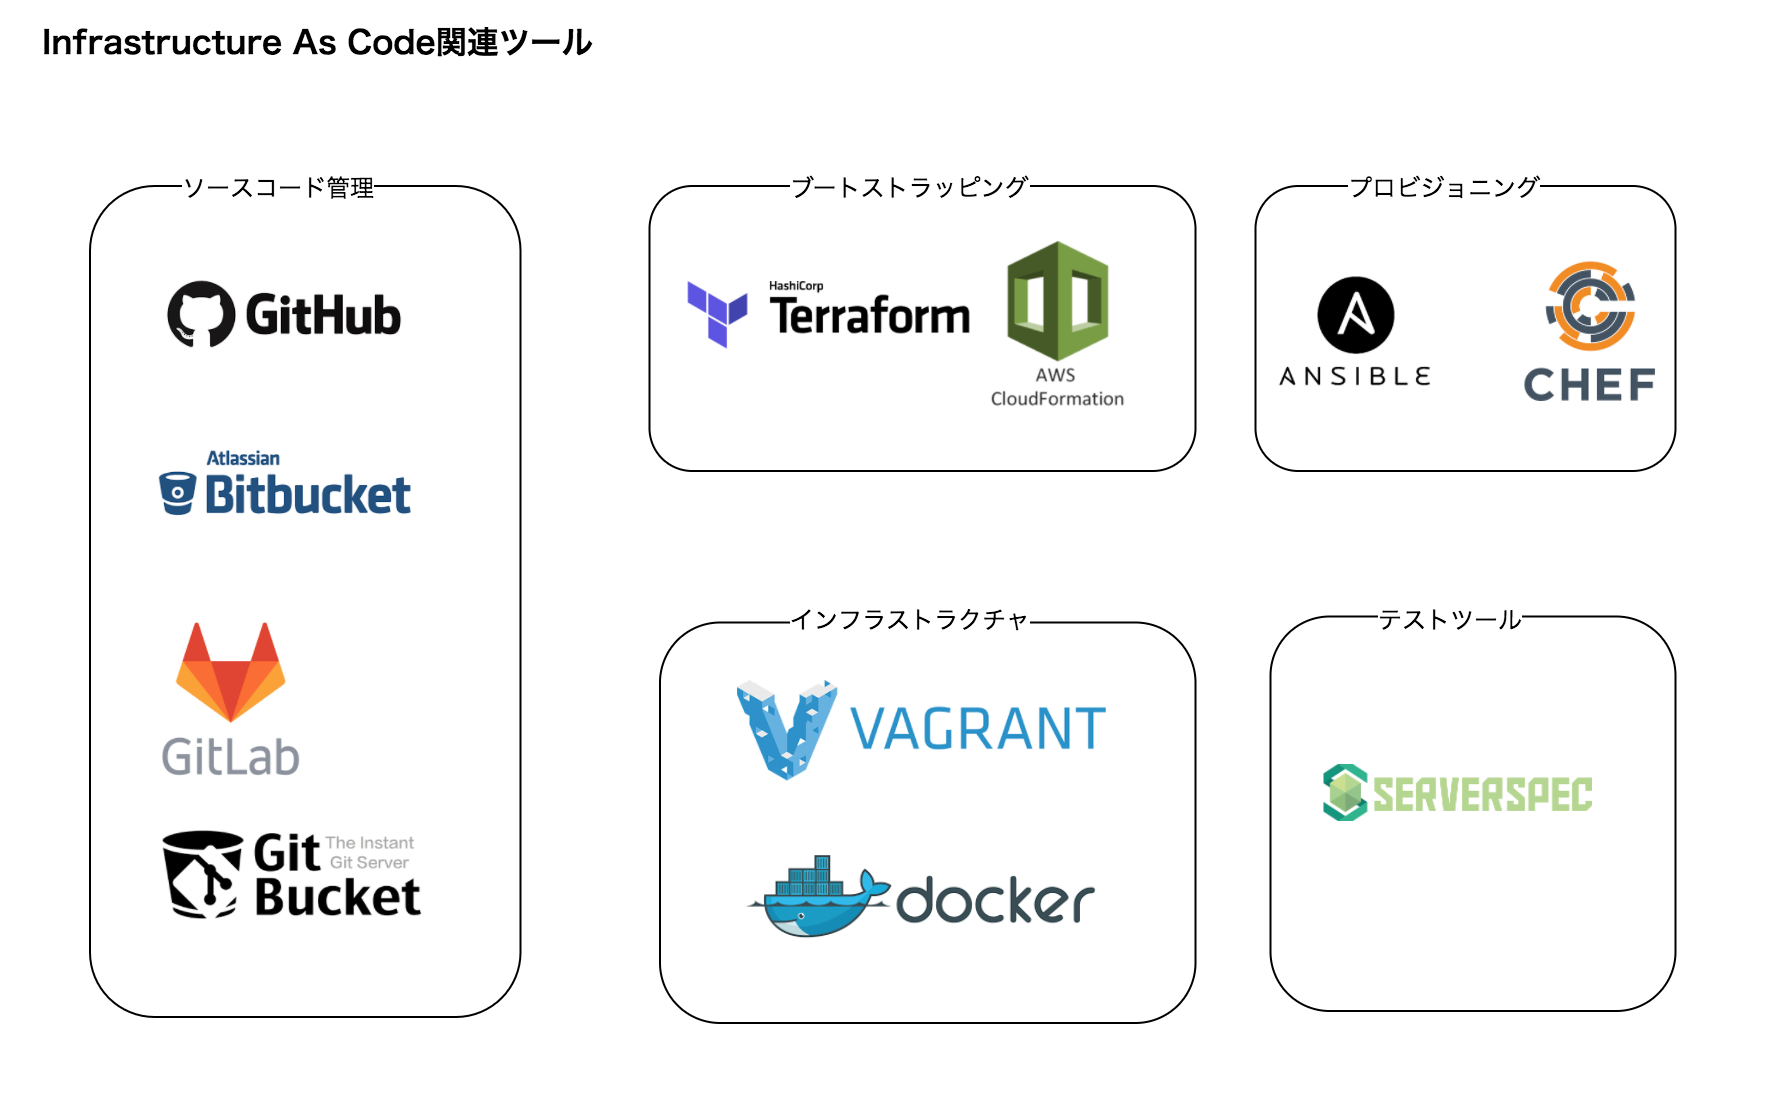 Infrastructure As Code関連ツール
ソースコード管理
GitHub
Atlassian
Bitbucket
GitLab
Git The Instant
Git Server
Bucket
ブートストラッピング
HashiCorp
Terraform
AWS
CloudFormation
プロビジョニング
ANSIBLE
CHEF
インフラストラクチャ
VAGRANT
docker
テストツール
SERVERSPEC